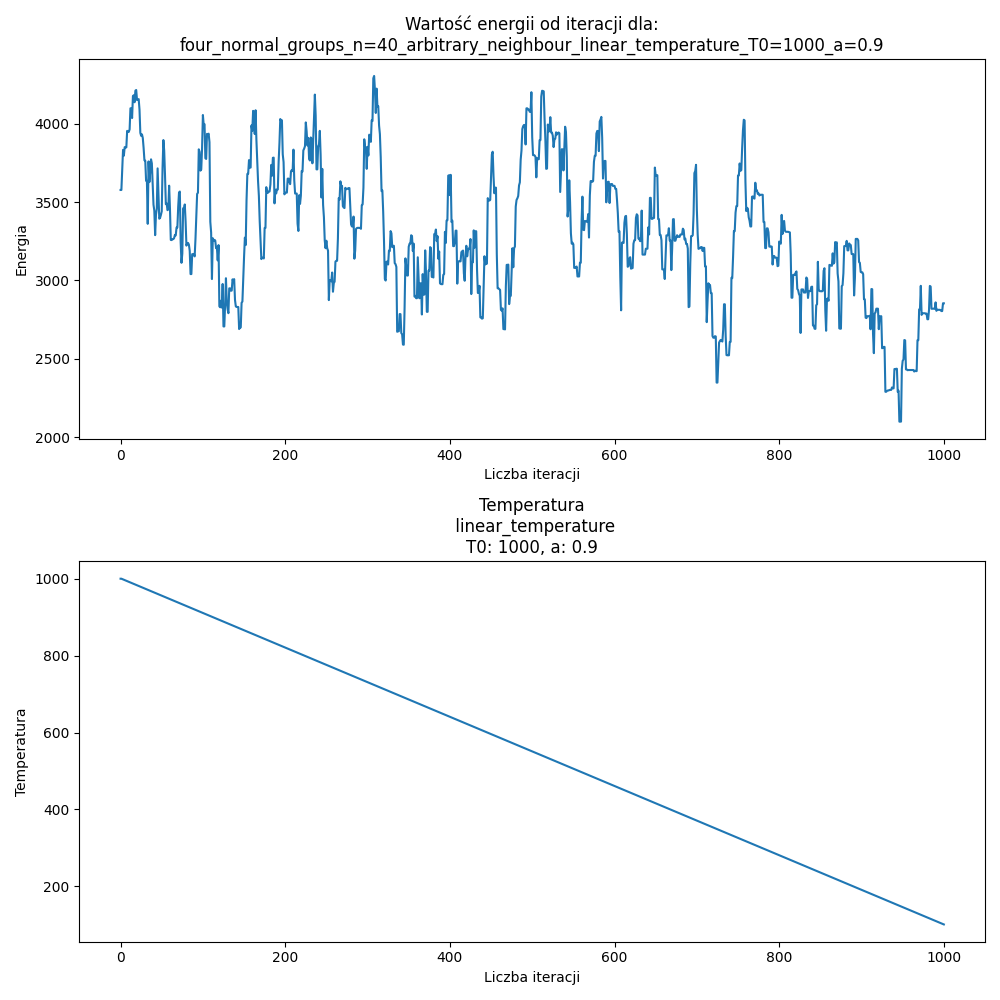 Wartość energii od iteracji dla:
four_normal_groups_n=40_arbitrary_neighbour_linear_temperature_T0=1000_a=0.9
Energia
4000
3500
3000
2500
2000
0 200 400 600 800 1000
Liczba iteracji
Temperatura
linear_temperature
T0: 1000, a: 0.9
Temperatura
1000
800
600
400
200
0 200 400 600 800 1000
Liczba iteracji